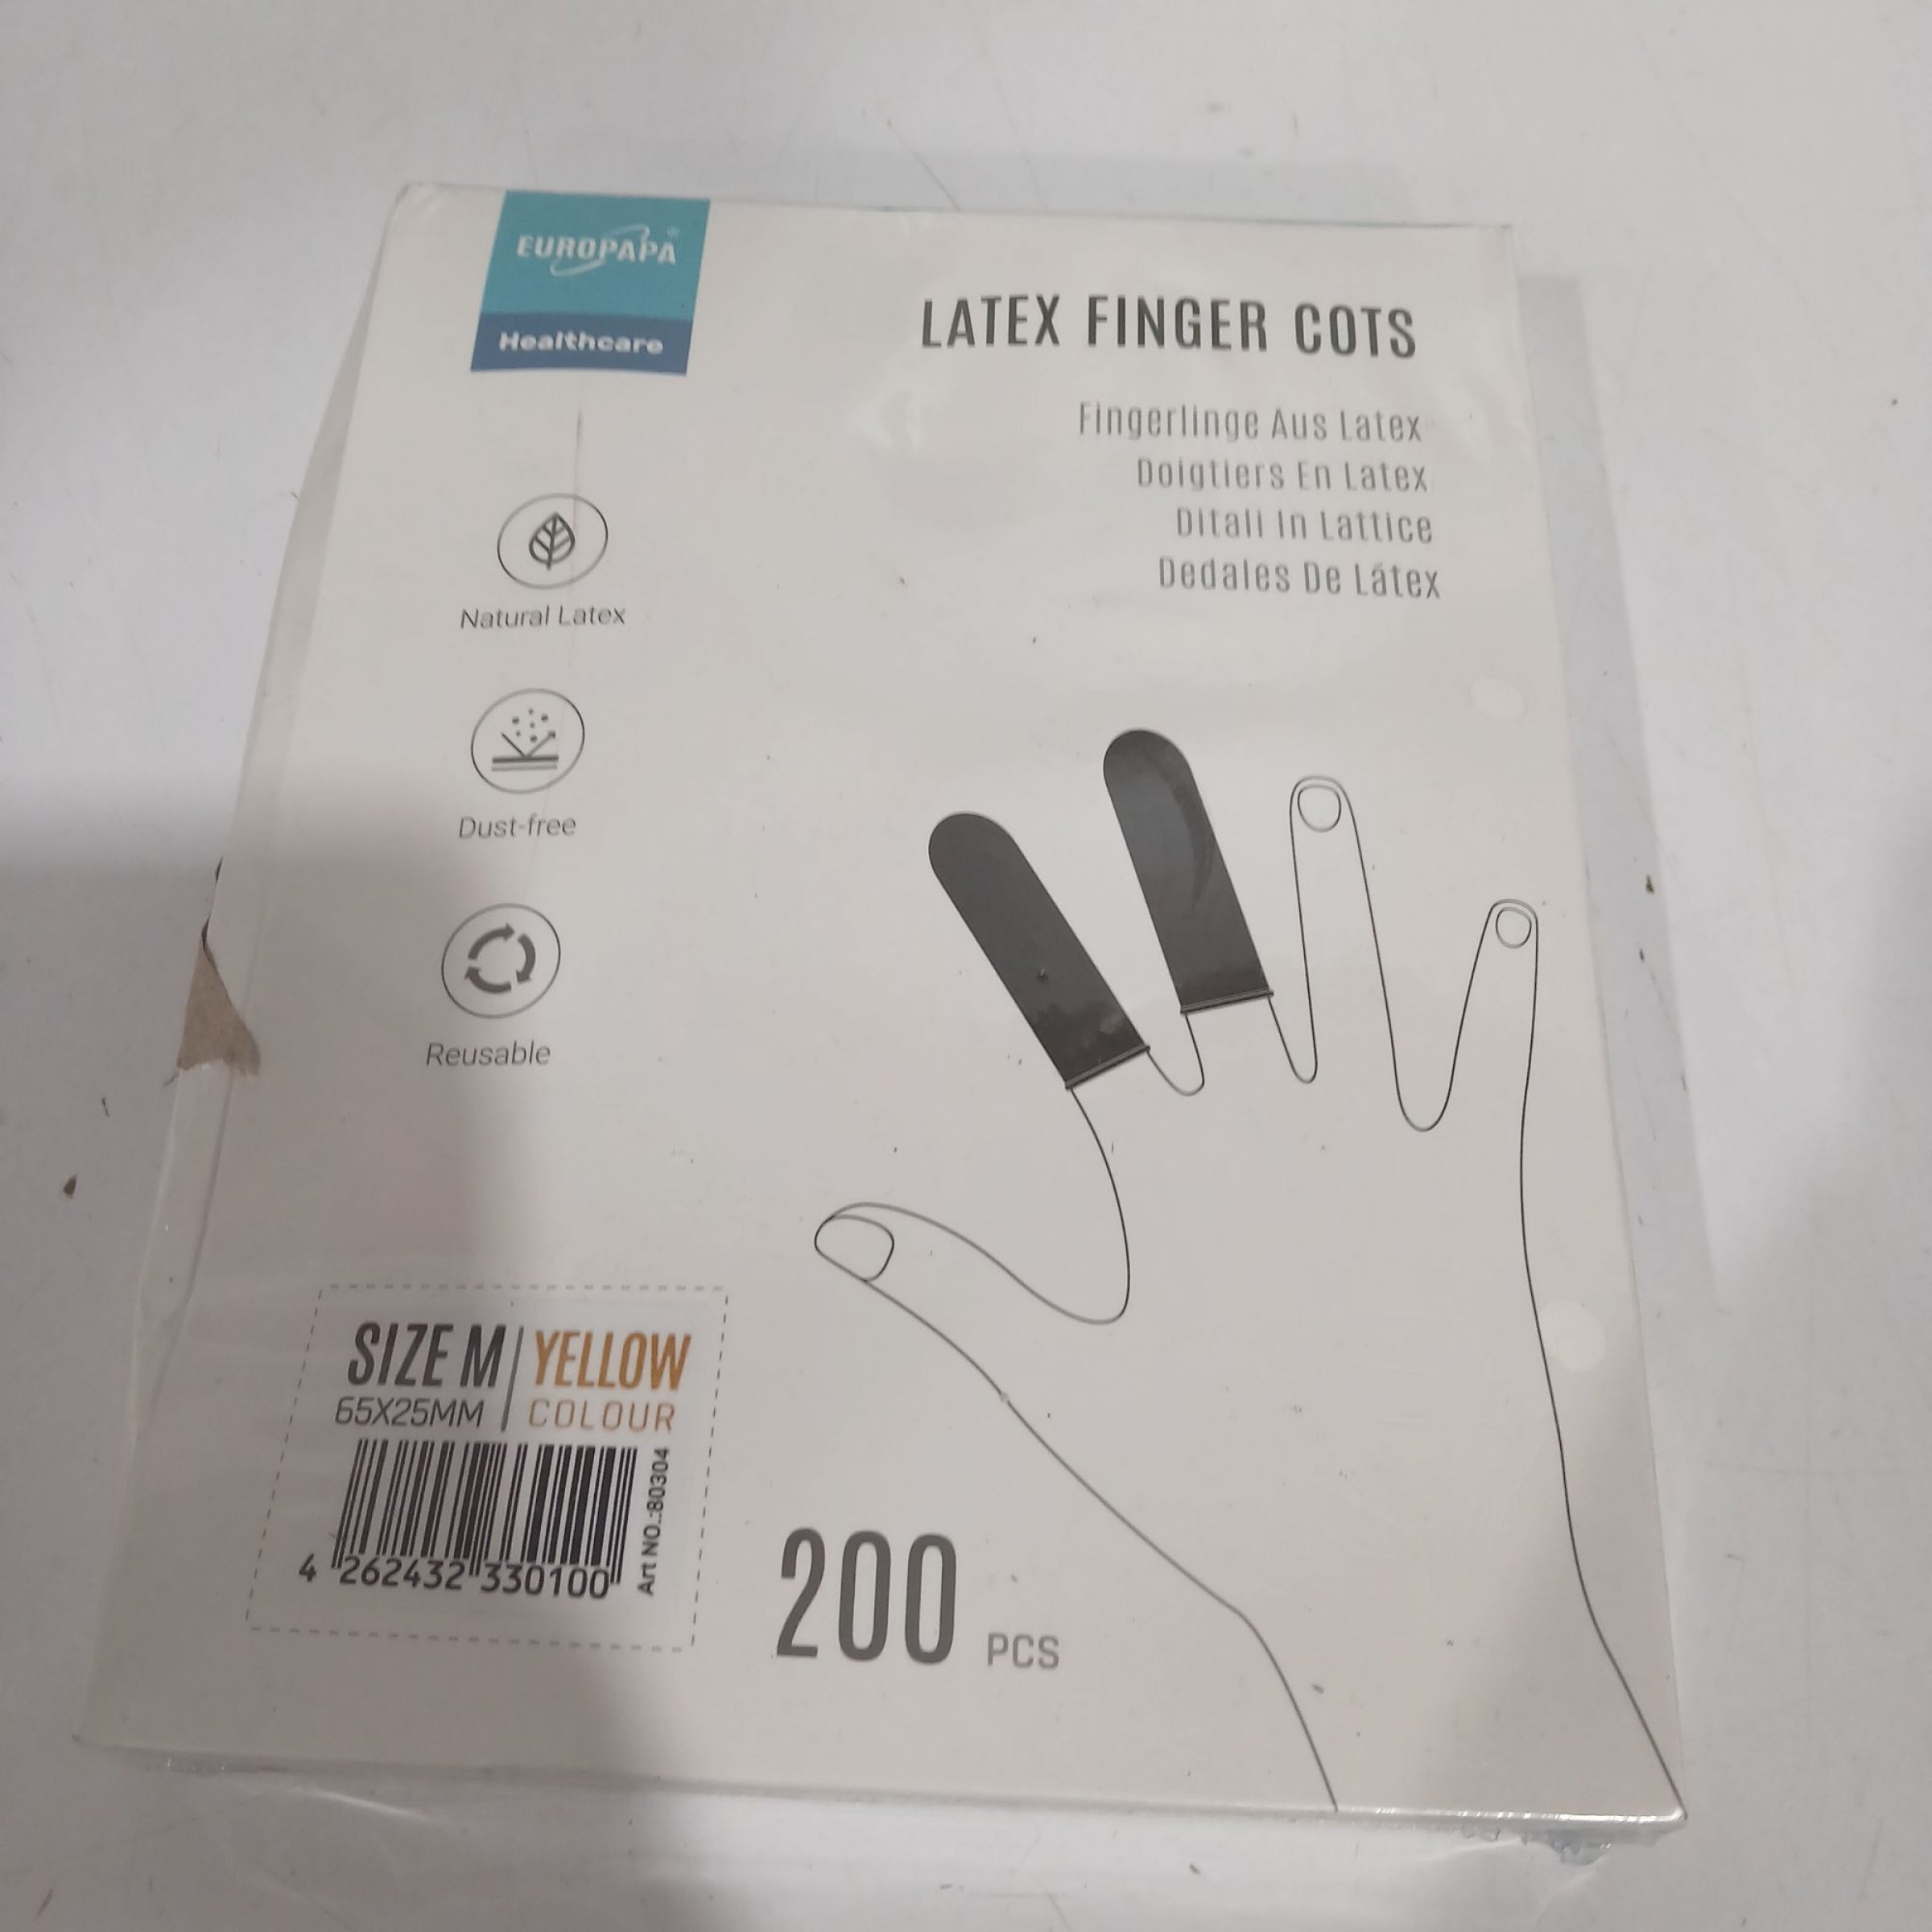 EUROPAPA®
Healthcare
LATEX FINGER COTS
Fingerlinge Aus Latex
Doigtiers En Latex
Ditali In Lattice
Dedales De Látex
Natural Latex
Dust-free
Reusable
SIZE M YELLOW
65X25MM COLOUR
Art NO.:80304
4 262432 330100
200 PCS